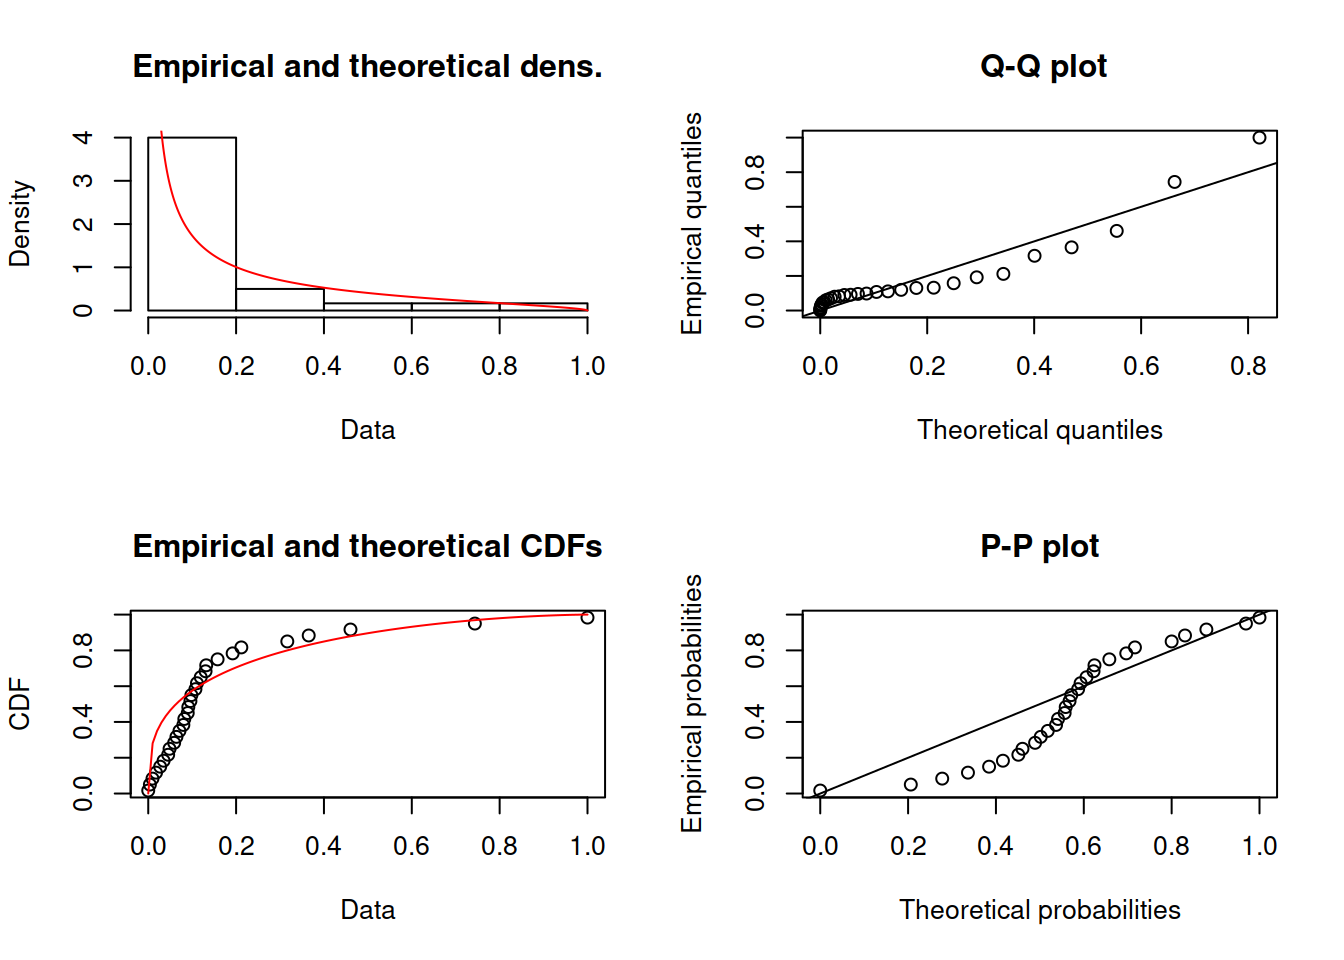 Empirical and theoretical dens.
Density
0 1 2 3 4
0.0 0.2 0.4 0.6 0.8 1.0
Data
Q-Q plot
Empirical quantiles
0.0 0.4 0.8
0.0 0.2 0.4 0.6 0.8
Theoretical quantiles
Empirical and theoretical CDFs
CDF
0.0 0.4 0.8
0.0 0.2 0.4 0.6 0.8 1.0
Data
P-P plot
Empirical probabilities
0.0 0.4 0.8
0.0 0.2 0.4 0.6 0.8 1.0
Theoretical probabilities